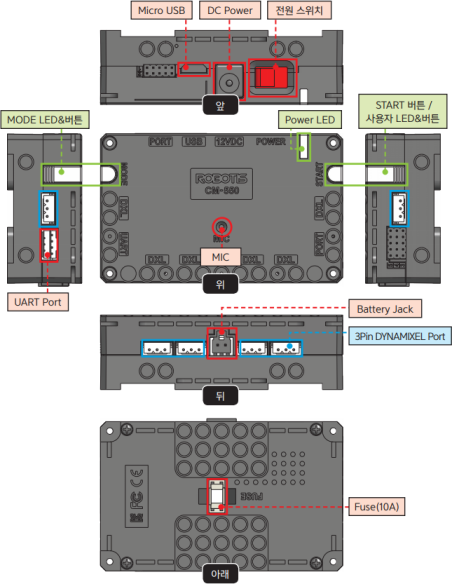 Micro USB
DC Power
전원 스위치
앞
MODE LED&버튼
Power LED
START 버튼 /
사용자 LED&버튼
PORT
USB
12VDC
POWER
MODE
START
ROBOTIS
CM-550
DXL
DXL
UART
PORT
MIC
MIC
DXL
DXL
DXL
DXL
UART Port
위
Battery Jack
3Pin DYNAMIXEL Port
뒤
FC CE
FUSE
Fuse(10A)
아래